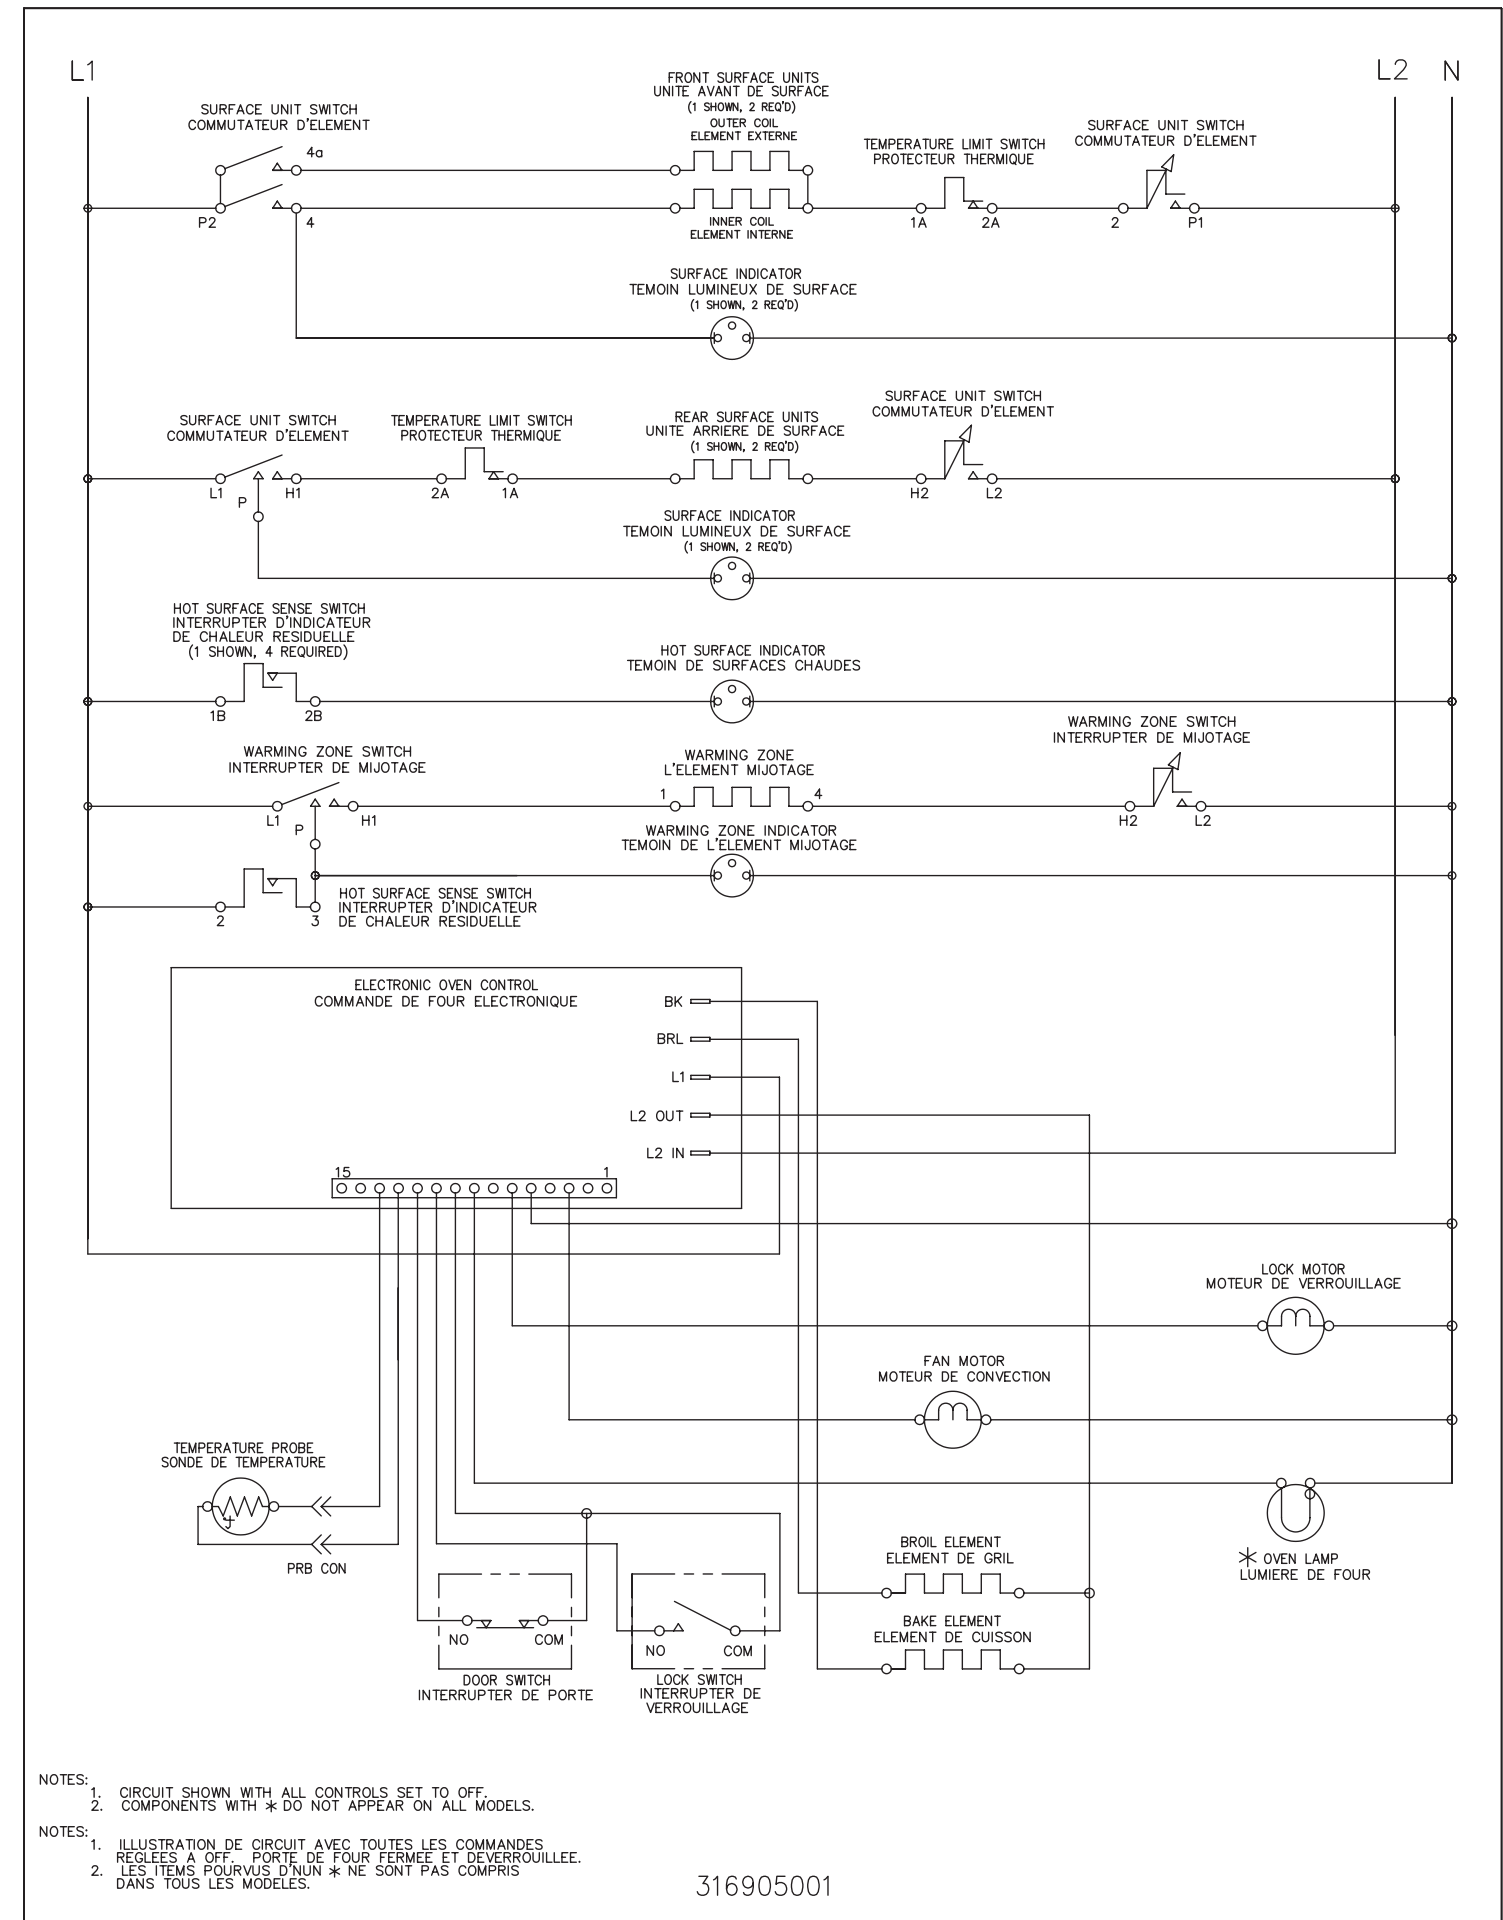 L1
L2 N
FRONT SURFACE UNITS
UNITE AVANT DE SURFACE
(1 SHOWN, 2 REQ'D)
OUTER COIL
ELEMENT EXTERNE
SURFACE UNIT SWITCH
COMMUTATEUR D'ELEMENT
4a
TEMPERATURE LIMIT SWITCH
PROTECTEUR THERMIQUE
SURFACE UNIT SWITCH
COMMUTATEUR D'ELEMENT
P2
4
INNER COIL
ELEMENT INTERNE
1A
2A
2
P1
SURFACE INDICATOR
TEMOIN LUMINEUX DE SURFACE
(1 SHOWN, 2 REQ'D)
SURFACE UNIT SWITCH
COMMUTATEUR D'ELEMENT
TEMPERATURE LIMIT SWITCH
PROTECTEUR THERMIQUE
REAR SURFACE UNITS
UNITE ARRIERE DE SURFACE
(1 SHOWN, 2 REQ'D)
SURFACE UNIT SWITCH
COMMUTATEUR D'ELEMENT
L1
P
H1
2A
1A
H2
L2
SURFACE INDICATOR
TEMOIN LUMINEUX DE SURFACE
(1 SHOWN, 2 REQ'D)
HOT SURFACE SENSE SWITCH
INTERRUPTER D'INDICATEUR
DE CHALEUR RESIDUELLE
(1 SHOWN, 4 REQUIRED)
HOT SURFACE INDICATOR
TEMOIN DE SURFACES CHAUDES
1B
2B
WARMING ZONE SWITCH
INTERRUPTER DE MIJOTAGE
WARMING ZONE
L'ELEMENT MIJOTAGE
WARMING ZONE SWITCH
INTERRUPTER DE MIJOTAGE
1
4
L1
P
H1
H2
L2
WARMING ZONE INDICATOR
TEMOIN DE L'ELEMENT MIJOTAGE
HOT SURFACE SENSE SWITCH
INTERRUPTER D'INDICATEUR
DE CHALEUR RESIDUELLE
2
3
ELECTRONIC OVEN CONTROL
COMMANDE DE FOUR ELECTRONIQUE
BK
BRL
L1
L2 OUT
L2 IN
15
1
LOCK MOTOR
MOTEUR DE VERROUILLAGE
FAN MOTOR
MOTEUR DE CONVECTION
TEMPERATURE PROBE
SONDE DE TEMPERATURE
t
PRB CON
BROIL ELEMENT
ELEMENT DE GRIL
* OVEN LAMP
LUMIERE DE FOUR
BAKE ELEMENT
ELEMENT DE CUISSON
NO
COM
NO
COM
DOOR SWITCH
INTERRUPTER DE PORTE
LOCK SWITCH
INTERRUPTER DE
VERROUILLAGE
NOTES:
1. CIRCUIT SHOWN WITH ALL CONTROLS SET TO OFF.
2. COMPONENTS WITH * DO NOT APPEAR ON ALL MODELS.
NOTES:
1. ILLUSTRATION DE CIRCUIT AVEC TOUTES LES COMMANDES
REGLEES A OFF. PORTE DE FOUR FERMEE ET DEVERROUILLEE.
2. LES ITEMS POURVUS D'NUN * NE SONT PAS COMPRIS
DANS TOUS LES MODELES.
316905001